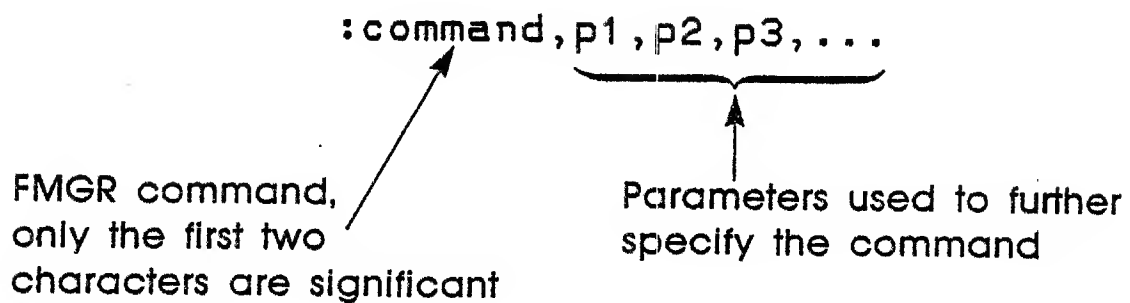 :command,p1,p2,p3,...
FMGR command,
only the first two
characters are significant
Parameters used to further
specify the command